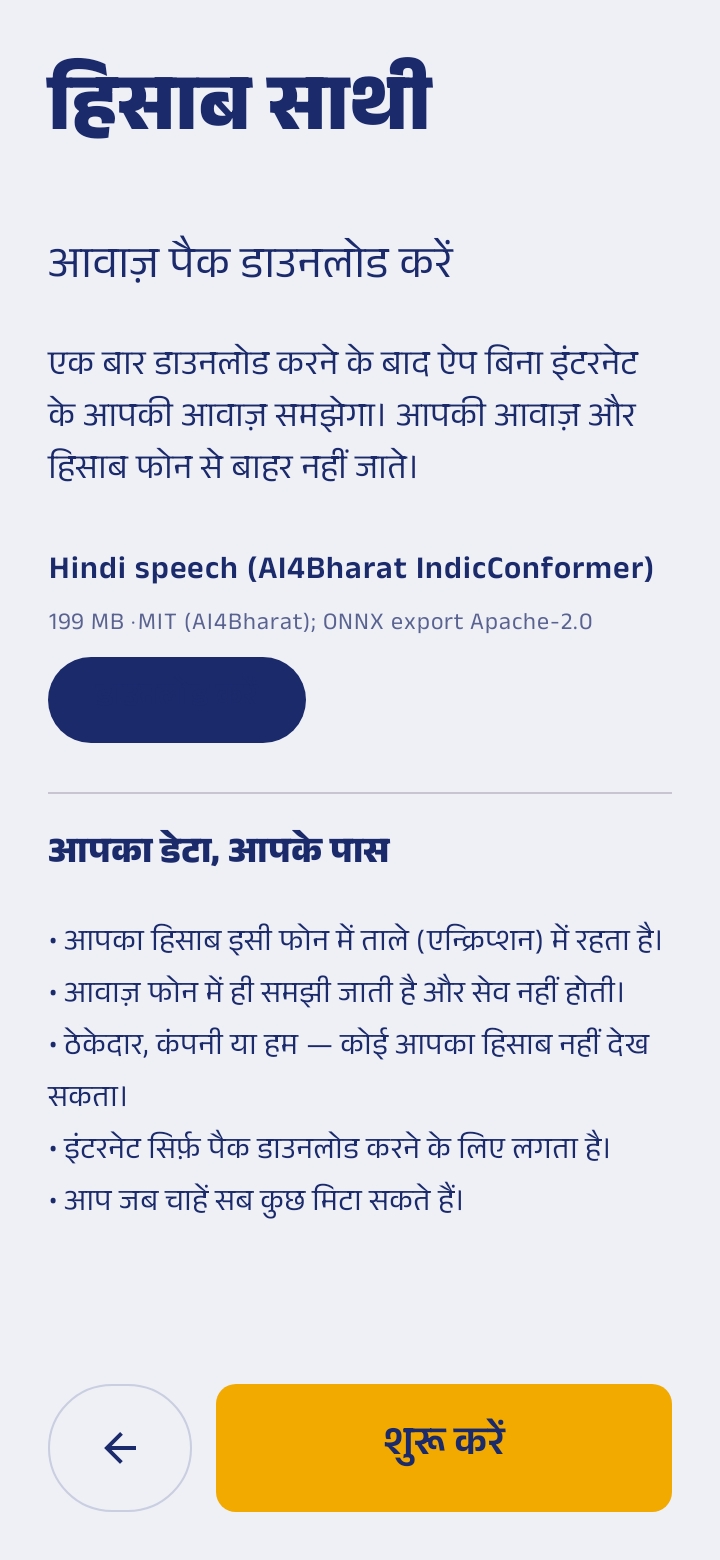 हिसाब साथी
आवाज़ पैक डाउनलोड करें
एक बार डाउनलोड करने के बाद ऐप बिना इंटरनेट
के आपकी आवाज़ समझेगा। आपकी आवाज़ और
हिसाब फोन से बाहर नहीं जाते।
Hindi speech (AI4Bharat IndicConformer)
199 MB · MIT (AI4Bharat); ONNX export Apache-2.0
आपका डेटा, आपके पास
• आपका हिसाब इसी फोन में ताले (एन्क्रिप्शन) में रहता है।
• आवाज़ फोन में ही समझी जाती है और सेव नहीं होती।
• ठेकेदार, कंपनी या हम — कोई आपका हिसाब नहीं देख
सकता।
• इंटरनेट सिर्फ़ पैक डाउनलोड करने के लिए लगता है।
• आप जब चाहें सब कुछ मिटा सकते हैं।
शुरू करें